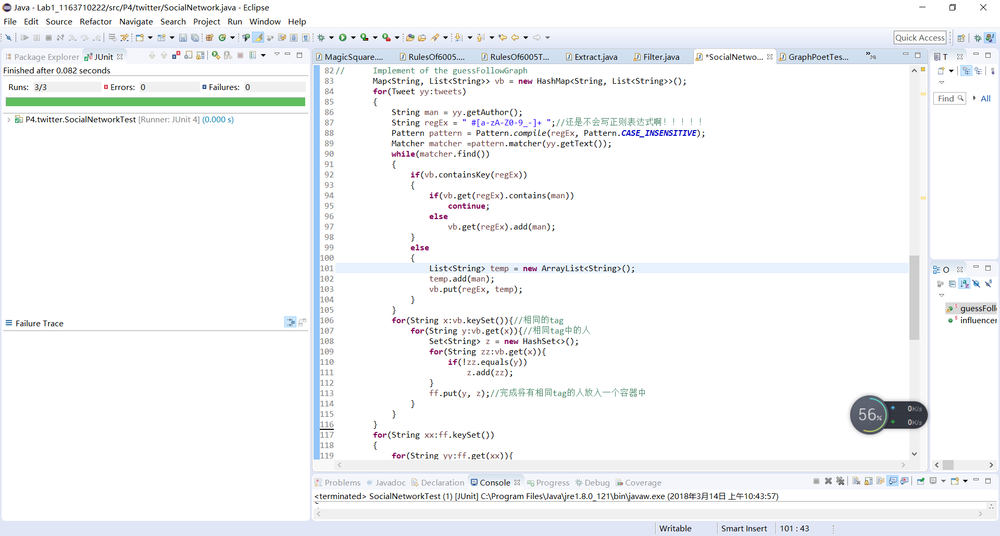 Java - Lab1_1163710222/src/P4/twitter/SocialNetwork.java - Eclipse
File Edit Source Refactor Navigate Search Project Run Window Help
Quick Access
Package Explorer JUnit
Finished after 0.082 seconds
Runs: 3/3 Errors: 0 Failures: 0
P4.twitter.SocialNetworkTest [Runner: JUnit 4] (0.000 s)
Failure Trace
MagicSquare.... RulesOf6005.... RulesOf6005T... Extract.java Filter.java *SocialNetwo... GraphPoetTes... »29
82 // Implement of the guessFollowGraph
83 Map<String, List<String>> vb = new HashMap<String, List<String>>();
84 for(Tweet yy:tweets)
85 {
86 String man = yy.getAuthor();
87 String regEx = " #[a-zA-Z0-9_-]+ ";//还是不会写正则表达式啊！！！！！
88 Pattern pattern = Pattern.compile(regEx, Pattern.CASE_INSENSITIVE);
89 Matcher matcher =pattern.matcher(yy.getText());
90 while(matcher.find())
91 {
92 if(vb.containsKey(regEx))
93 {
94 if(vb.get(regEx).contains(man))
95 continue;
96 else
97 vb.get(regEx).add(man);
98 }
99 else
100 {
101 List<String> temp = new ArrayList<String>();
102 temp.add(man);
103 vb.put(regEx, temp);
104 }
105 }
106 for(String x:vb.keySet()){//相同的tag
107 for(String y:vb.get(x)){//相同tag中的人
108 Set<String> z = new HashSet<>();
109 for(String zz:vb.get(x)){
110 if(!zz.equals(y))
111 z.add(zz);
112 }
113 ff.put(y, z);//完成将有相同tag的人放入一个容器中
114 }
115 }
116 }
117 for(String xx:ff.keySet())
118 {
119 for(String yy:ff.get(xx)){
T
Find All
O
guessFoll
influencer
56%
0K/s
0K/s
Problems Javadoc Declaration Console Progress Debug Coverage
<terminated> SocialNetworkTest (1) [JUnit] C:\Program Files\Java\jre1.8.0_121\bin\javaw.exe (2018年3月14日 上午10:43:57)
Writable Smart Insert 101 : 43